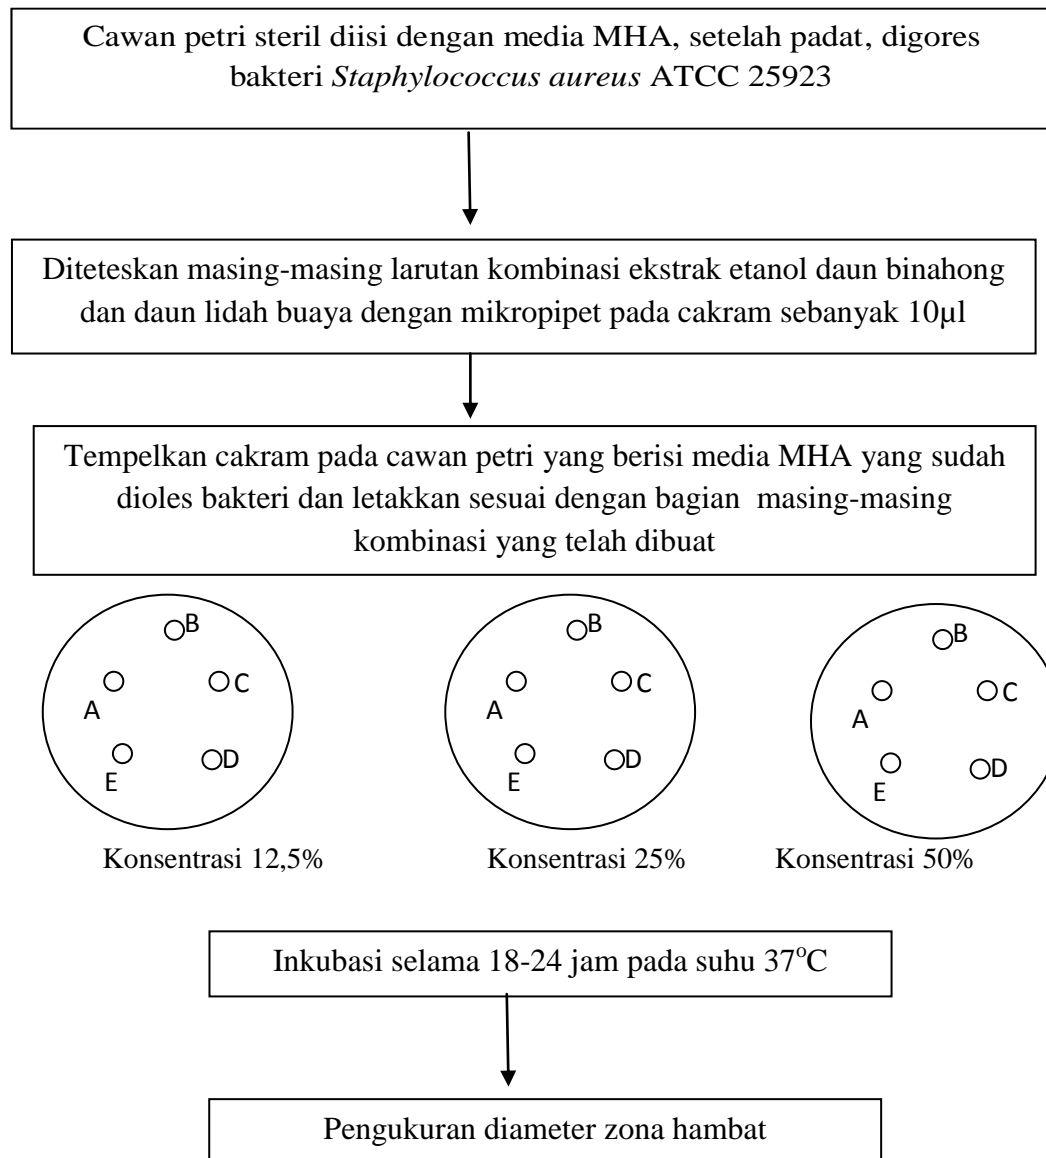 Cawan petri steril diisi dengan media MHA, setelah padat, digores
bakteri Staphylococcus aureus ATCC 25923
Diteteskan masing-masing larutan kombinasi ekstrak etanol daun binahong
dan daun lidah buaya dengan mikropipet pada cakram sebanyak 10µl
Tempelkan cakram pada cawan petri yang berisi media MHA yang sudah
dioles bakteri dan letakkan sesuai dengan bagian masing-masing
kombinasi yang telah dibuat
B
C
A
D
E
B
C
A
D
E
B
C
A
D
E
Konsentrasi 12,5%
Konsentrasi 25%
Konsentrasi 50%
Inkubasi selama 18-24 jam pada suhu 37°C
Pengukuran diameter zona hambat